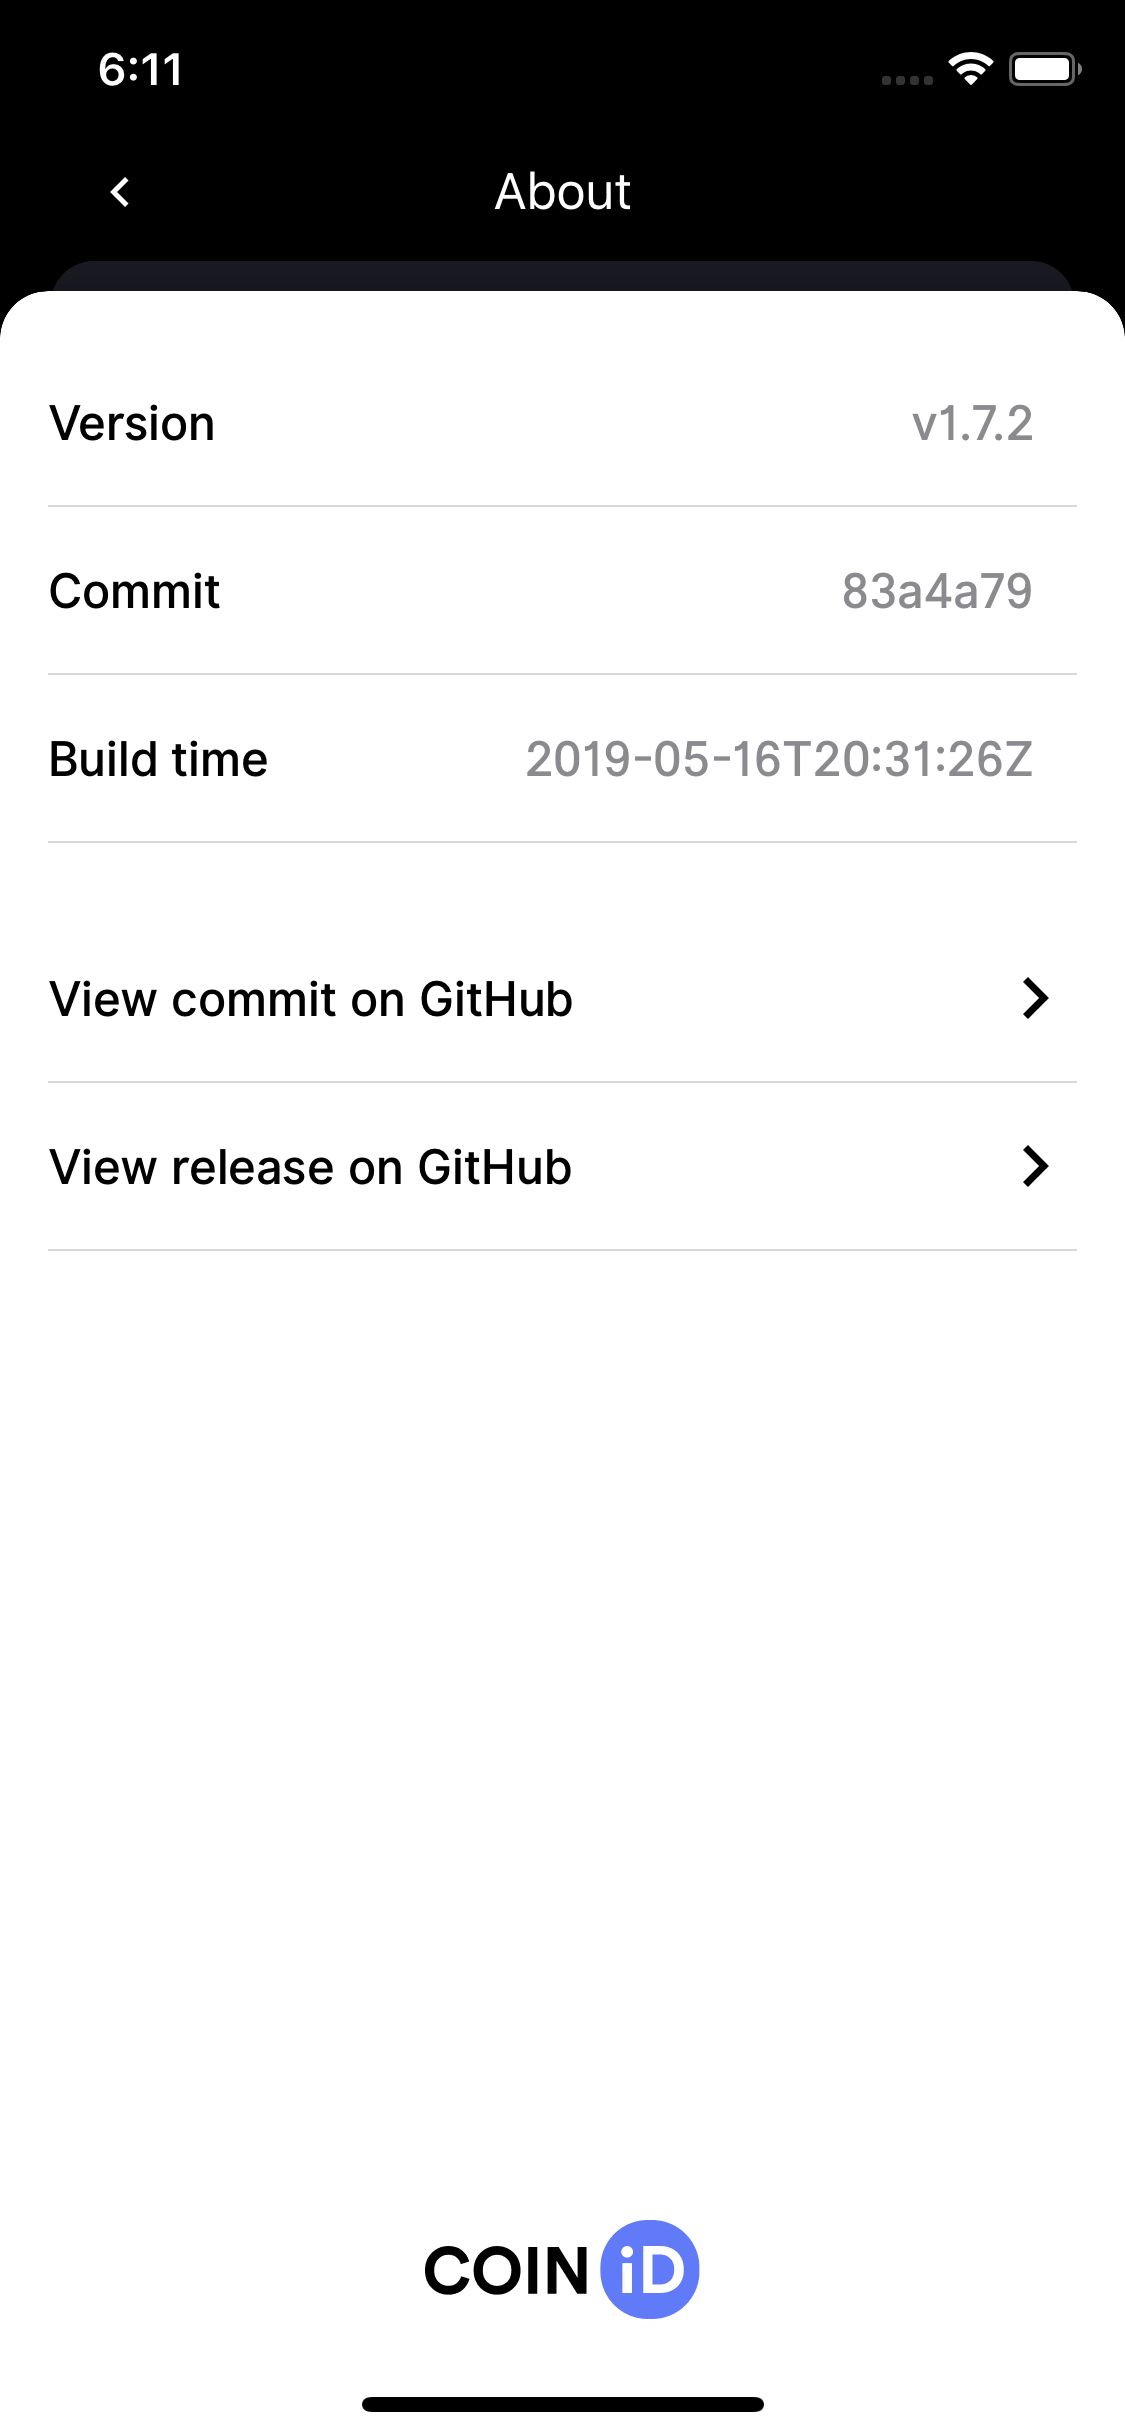 6:11
About
Version v1.7.2
Commit 83a4a79
Build time 2019-05-16T20:31:26Z
View commit on GitHub
View release on GitHub
COIN iD